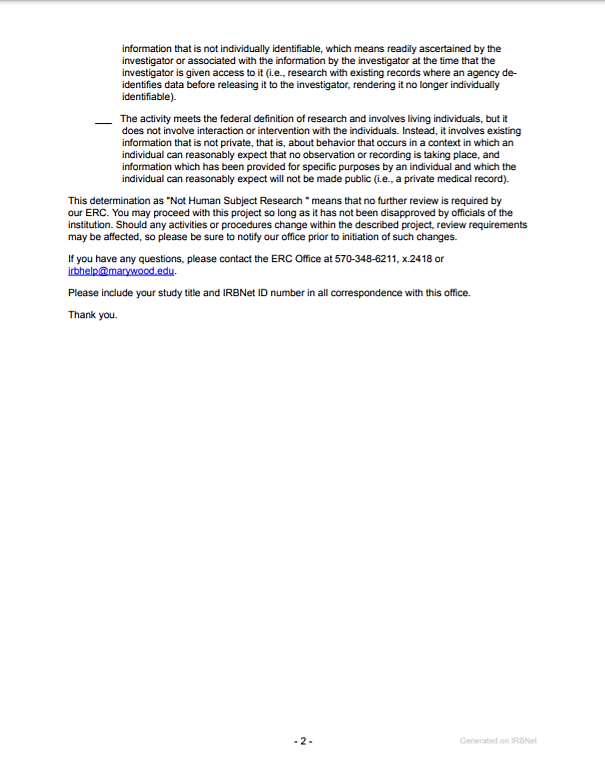 information that is not individually identifiable, which means readily ascertained by the
investigator or associated with the information by the investigator at the time that the
investigator is given access to it (i.e., research with existing records where an agency de-
identifies data before releasing it to the investigator, rendering it no longer individually
identifiable).
___ The activity meets the federal definition of research and involves living individuals, but it
does not involve interaction or intervention with the individuals. Instead, it involves existing
information that is not private, that is, about behavior that occurs in a context in which an
individual can reasonably expect that no observation or recording is taking place, and
information which has been provided for specific purposes by an individual and which the
individual can reasonably expect will not be made public (i.e., a private medical record).
This determination as "Not Human Subject Research " means that no further review is required by
our ERC. You may proceed with this project so long as it has not been disapproved by officials of the
institution. Should any activities or procedures change within the described project, review requirements
may be affected, so please be sure to notify our office prior to initiation of such changes.
If you have any questions, please contact the ERC Office at 570-348-6211, x.2418 or
irbhelp@marywood.edu.
Please include your study title and IRBNet ID number in all correspondence with this office.
Thank you.
- 2 -
Generated on IRBNet